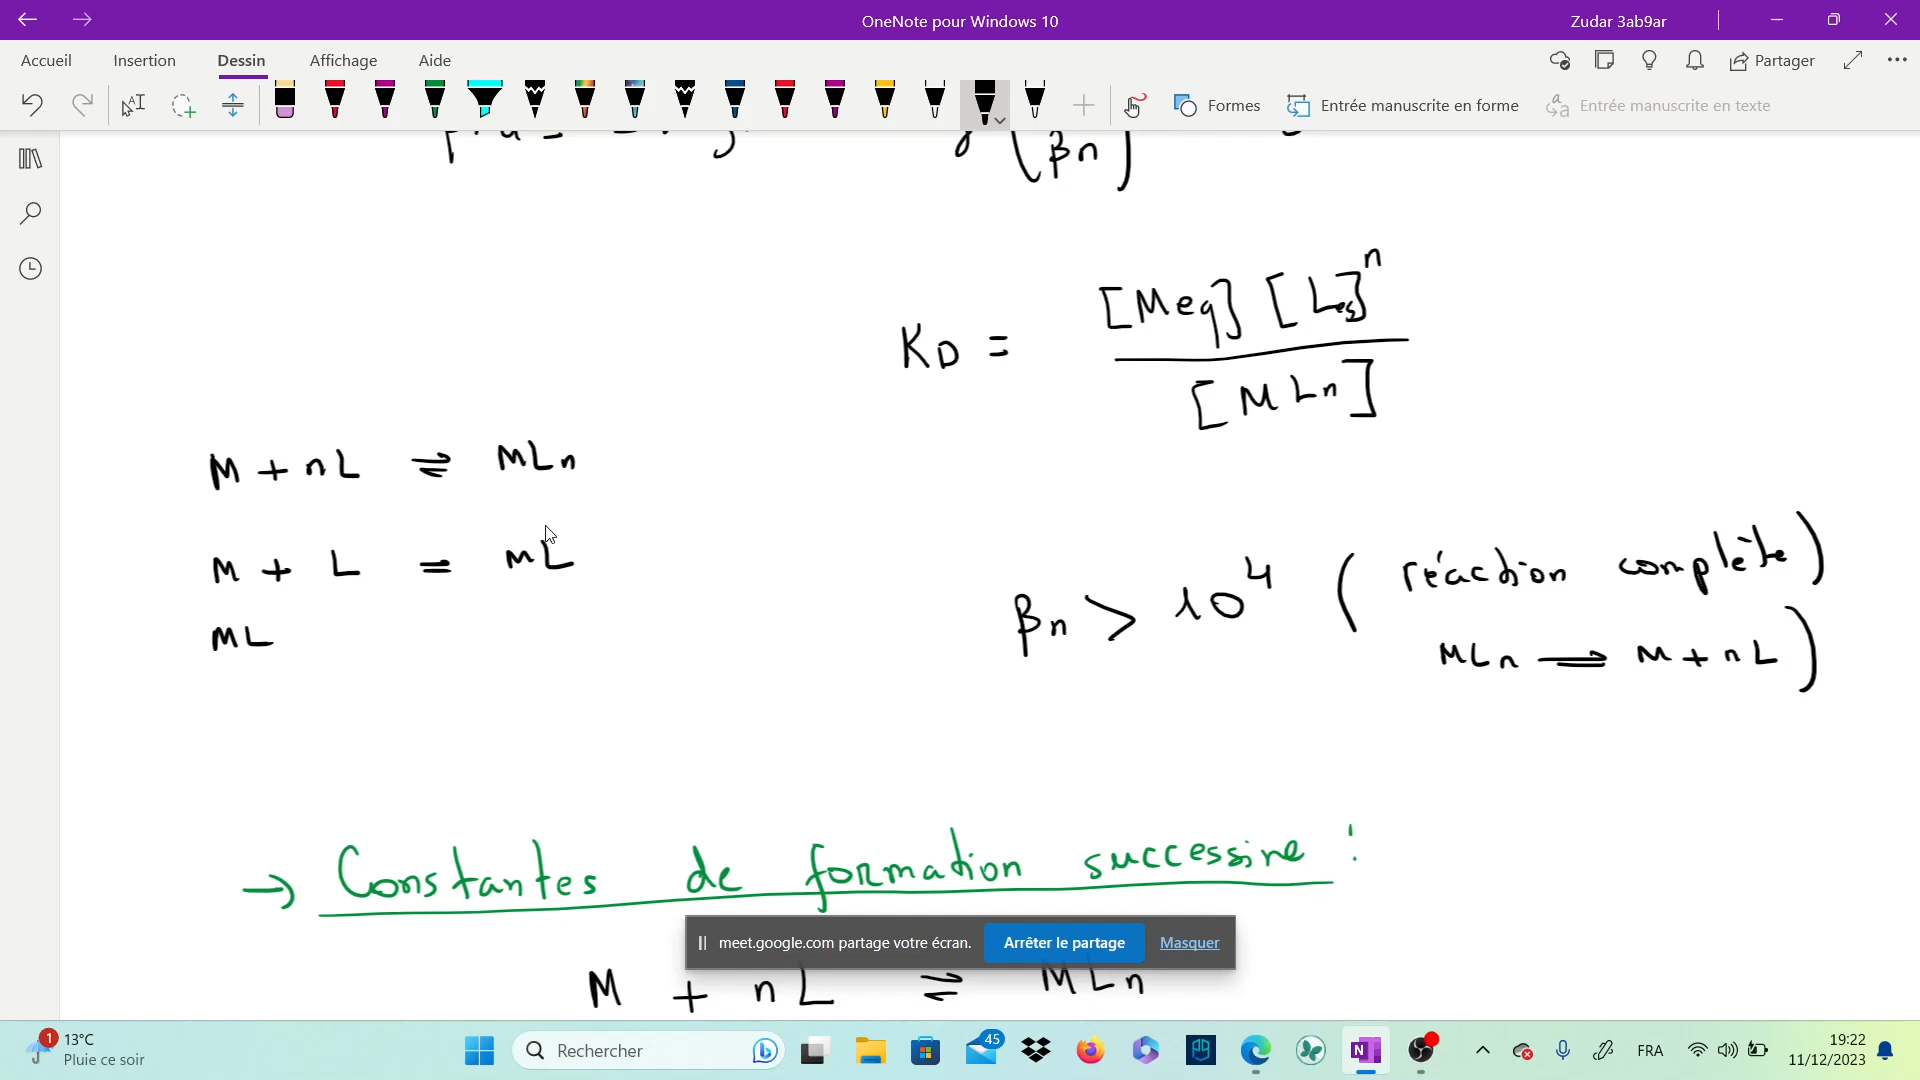 OneNote pour Windows 10
Zudar 3ab9ar
Accueil
Insertion
Dessin
Affichage
Aide
Partager
Formes
Entrée manuscrite en forme
Entrée manuscrite en texte
(βn)
KD = [Meq] [Leq]^n / [MLn]
M + nL ⇌ MLn
M + L = ML
ML
βn > 10^4 ( réaction complète )
MLn → M + nL )
→ Constantes de formation successine :
meet.google.com partage votre écran.
Arrêter le partage
Masquer
M + nL ⇌ MLn
1
13°C
Pluie ce soir
Rechercher
45
FRA
19:22
11/12/2023